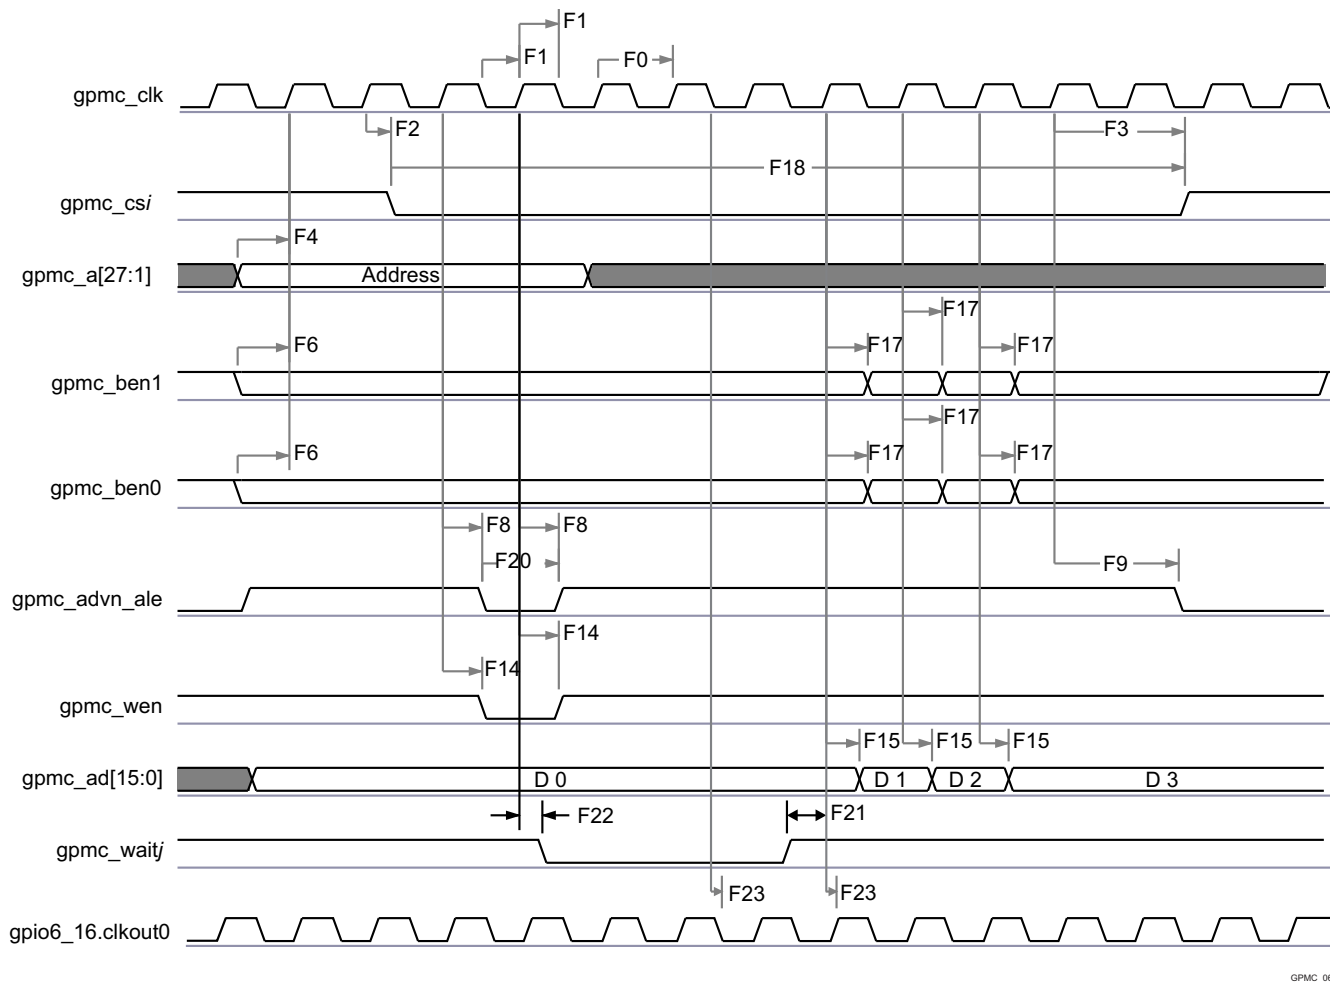 F1
F1
F0
gpmc_clk
F2
F3
F18
gpmc_csi
F4
gpmc_a[27:1]
Address
F17
F6
F17
F17
gpmc_ben1
F17
F6
F17
F17
gpmc_ben0
F8
F8
F20
F9
gpmc_advn_ale
F14
F14
gpmc_wen
F15
F15
F15
gpmc_ad[15:0]
D 0
D 1
D 2
D 3
F22
F21
gpmc_waitj
F23
F23
gpio6_16.clkout0
GPMC_06